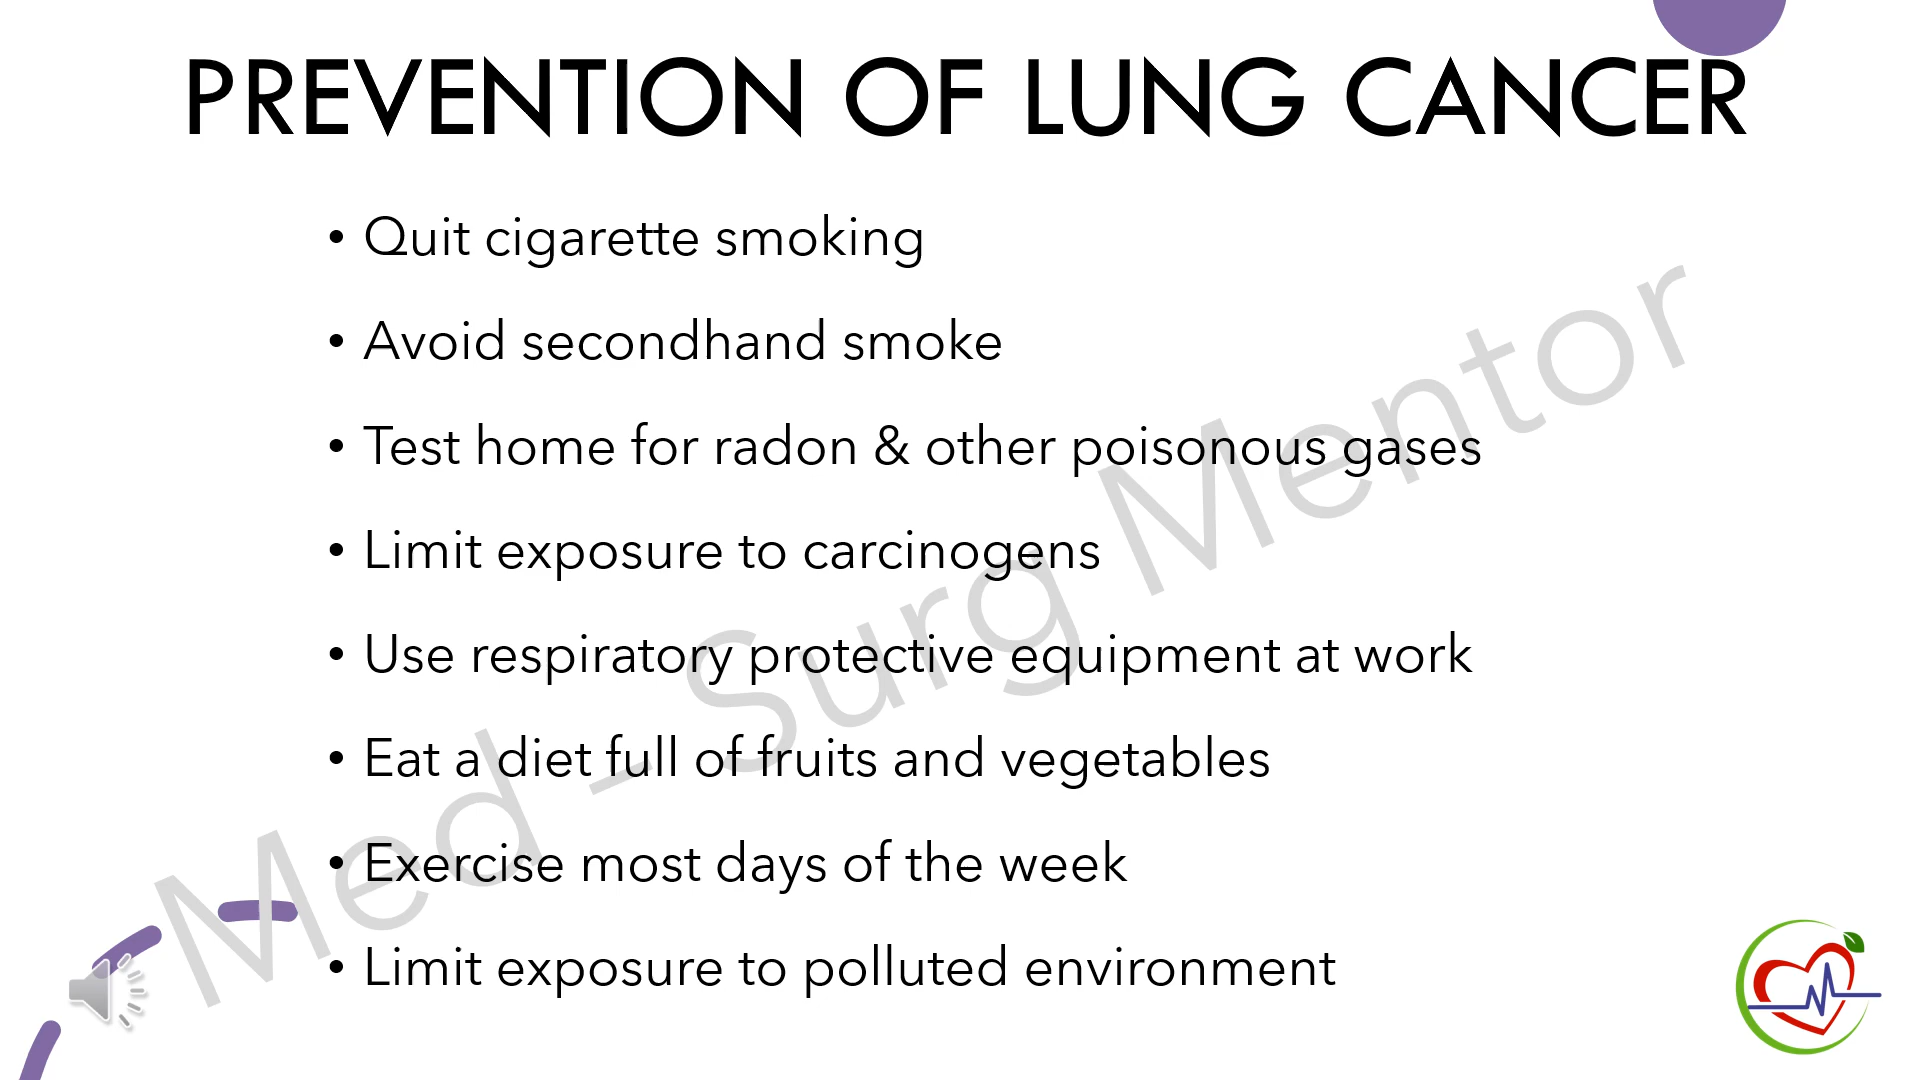 PREVENTION OF LUNG CANCER
• Quit cigarette smoking
• Avoid secondhand smoke
• Test home for radon & other poisonous gases
• Limit exposure to carcinogens
• Use respiratory protective equipment at work
• Eat a diet full of fruits and vegetables
• Exercise most days of the week
• Limit exposure to polluted environment
Med - Surg Mentor